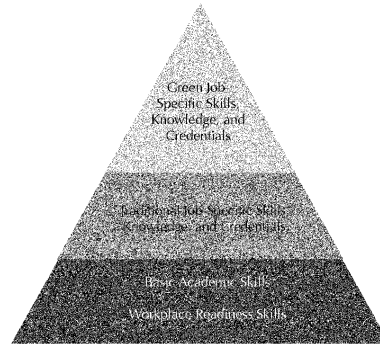 Green Job-
Specific Skills,
Knowledge, and
Credentials
Traditional Job-Specific Skills,
Knowledge, and Credentials
Basic Academic Skills
Workplace Readiness Skills